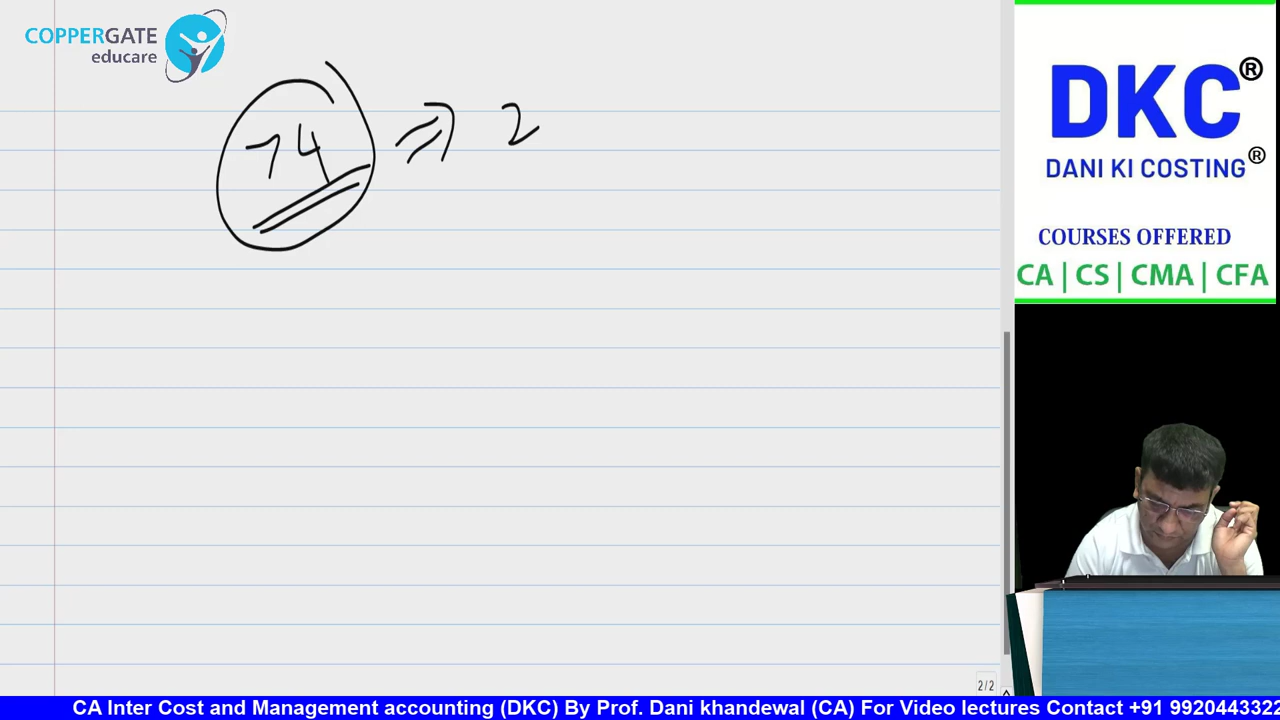 COPPERGATE
educare
74 ⇒ 2
DKC®
DANI KI COSTING®
COURSES OFFERED
CA | CS | CMA | CFA
2/2
CA Inter Cost and Management accounting (DKC) By Prof. Dani khandewal (CA) For Video lectures Contact +91 9920443322